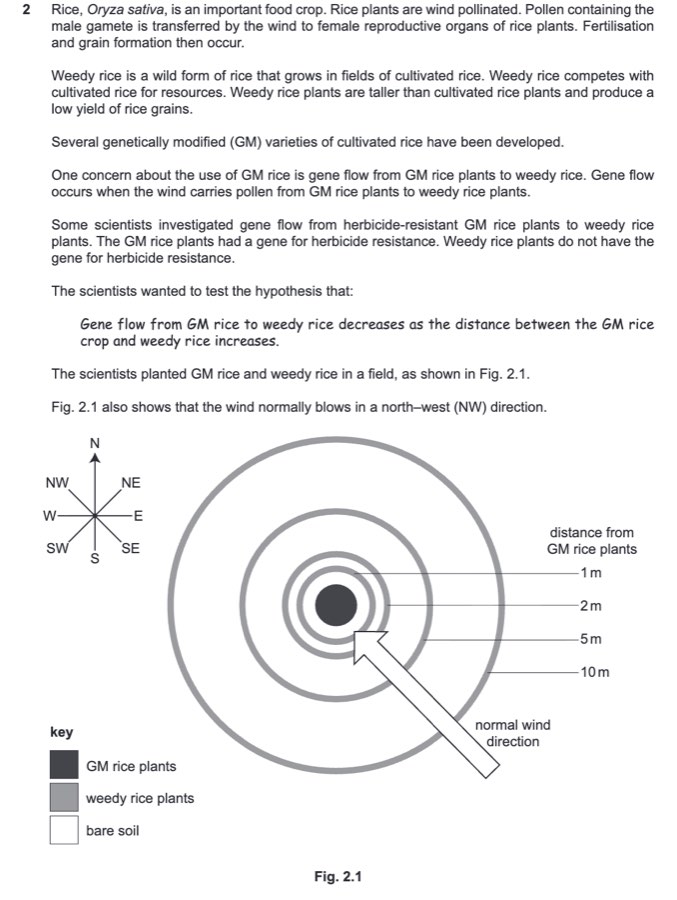 2 Rice, Oryza sativa, is an important food crop. Rice plants are wind pollinated. Pollen containing the
male gamete is transferred by the wind to female reproductive organs of rice plants. Fertilisation
and grain formation then occur.
Weedy rice is a wild form of rice that grows in fields of cultivated rice. Weedy rice competes with
cultivated rice for resources. Weedy rice plants are taller than cultivated rice plants and produce a
low yield of rice grains.
Several genetically modified (GM) varieties of cultivated rice have been developed.
One concern about the use of GM rice is gene flow from GM rice plants to weedy rice. Gene flow
occurs when the wind carries pollen from GM rice plants to weedy rice plants.
Some scientists investigated gene flow from herbicide-resistant GM rice plants to weedy rice
plants. The GM rice plants had a gene for herbicide resistance. Weedy rice plants do not have the
gene for herbicide resistance.
The scientists wanted to test the hypothesis that:
Gene flow from GM rice to weedy rice decreases as the distance between the GM rice
crop and weedy rice increases.
The scientists planted GM rice and weedy rice in a field, as shown in Fig. 2.1.
Fig. 2.1 also shows that the wind normally blows in a north–west (NW) direction.
N
NW NE
W E
SW SE
S
distance from
GM rice plants
1 m
2 m
5 m
10 m
normal wind
direction
key
GM rice plants
weedy rice plants
bare soil
Fig. 2.1